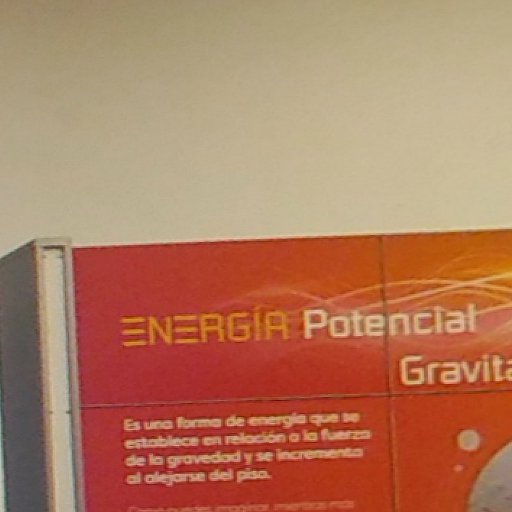 ENERGÍA Potencial
Gravita
Es una forma de energía que se
establece en relación a la fuerza
de la gravedad y se incrementa
al alejarse del piso.